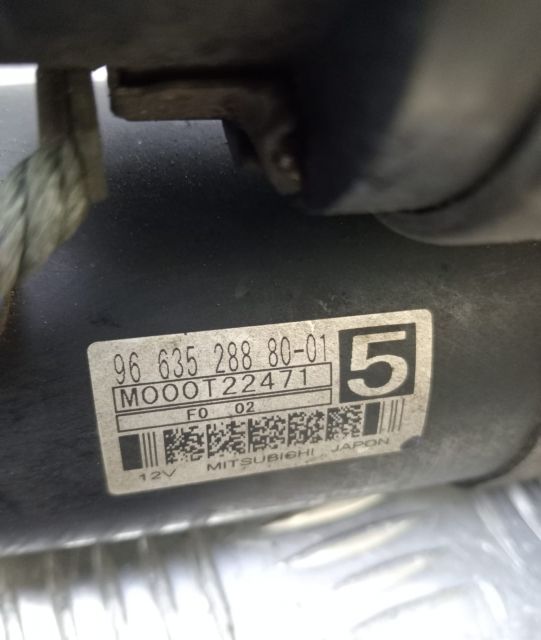 96 635 288 80-01
M000T22471
5
F0 02
12V MITSUBISHI JAPON